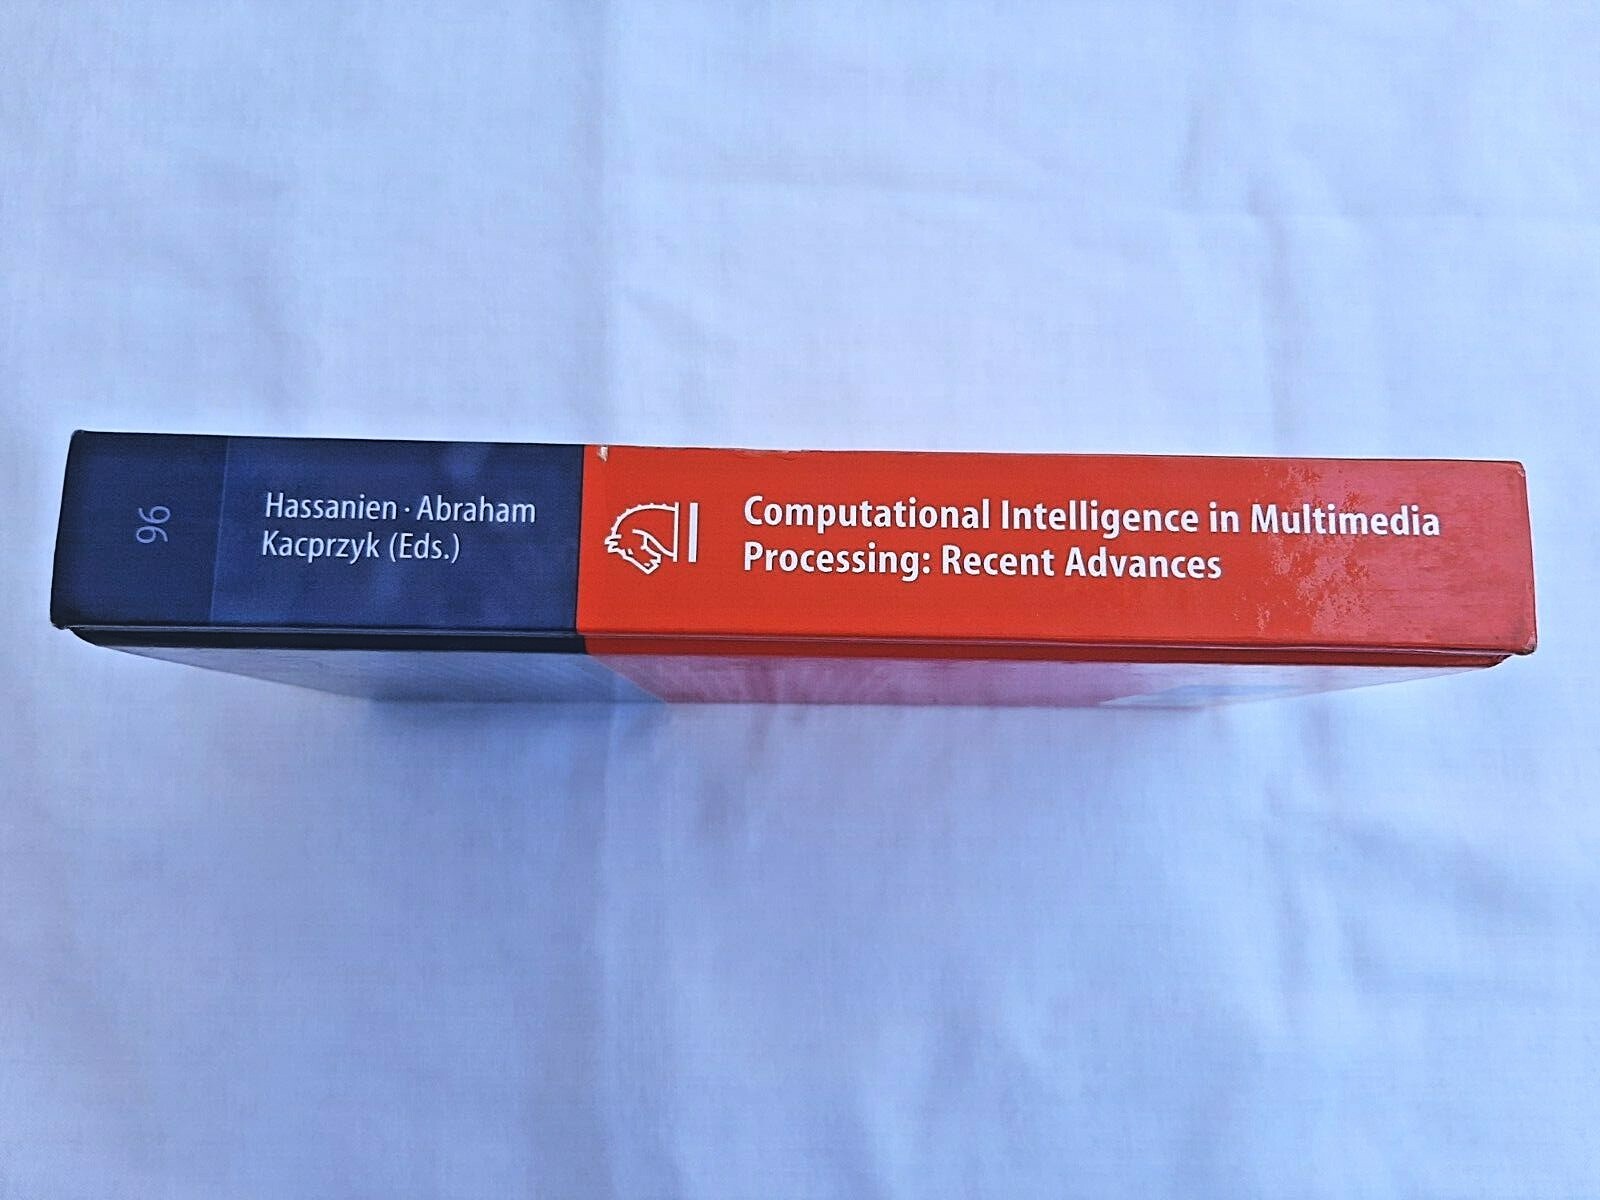 96
Hassanien · Abraham
Kacprzyk (Eds.)
Computational Intelligence in Multimedia
Processing: Recent Advances